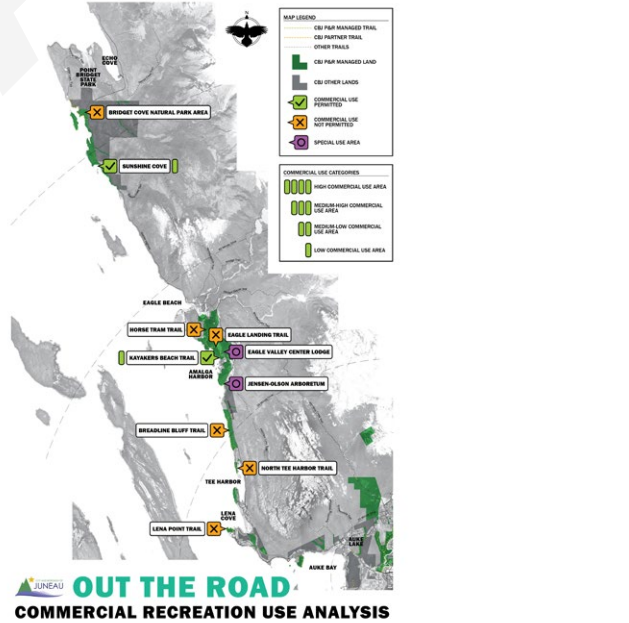 N
MAP LEGEND
CBJ P&R MANAGED TRAIL
CBJ PARTNER TRAIL
OTHER TRAILS
CBJ P&R MANAGED LAND
CBJ OTHER LANDS
COMMERCIAL USE
PERMITTED
COMMERCIAL USE
NOT PERMITTED
SPECIAL USE AREA
COMMERCIAL USE CATEGORIES
HIGH COMMERCIAL USE AREA
MEDIUM-HIGH COMMERCIAL
USE AREA
MEDIUM-LOW COMMERCIAL
USE AREA
LOW COMMERCIAL USE AREA
ECHO
COVE
POINT
BRIDGET
STATE
PARK
BRIDGET COVE NATURAL PARK AREA
SUNSHINE COVE
EAGLE BEACH
HORSE TRAM TRAIL
EAGLE LANDING TRAIL
EAGLE VALLEY CENTER LODGE
KAYAKERS BEACH TRAIL
AMALGA
HARBOR
JENSEN-OLSON ARBORETUM
BREADLINE BLUFF TRAIL
NORTH TEE HARBOR TRAIL
TEE HARBOR
LENA
COVE
LENA POINT TRAIL
AUKE
LAKE
AUKE BAY
JUNEAU
OUT THE ROAD
COMMERCIAL RECREATION USE ANALYSIS